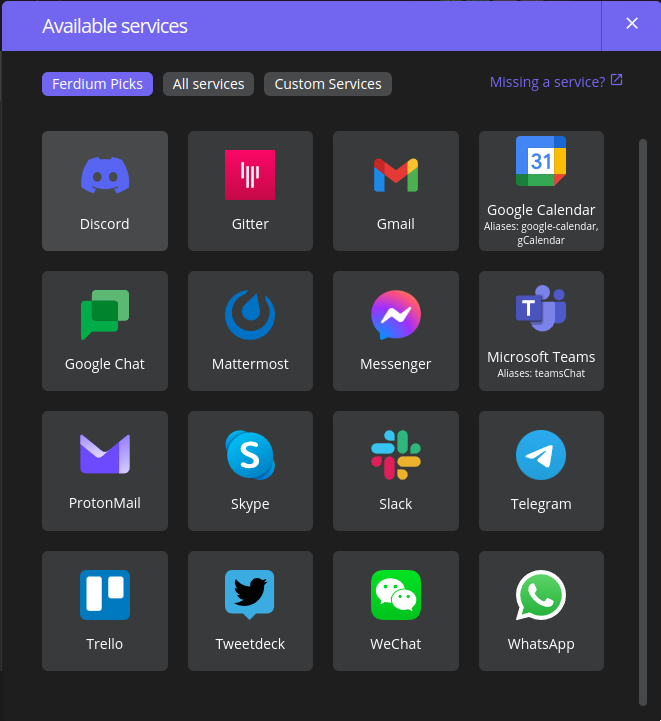 Available services
Ferdium Picks
All services
Custom Services
Missing a service?
Discord
Gitter
Gmail
31
Google Calendar
Aliases: google-calendar,
gCalendar
Google Chat
Mattermost
Messenger
T
Microsoft Teams
Aliases: teamsChat
ProtonMail
S
Skype
Slack
Telegram
Trello
Tweetdeck
WeChat
WhatsApp